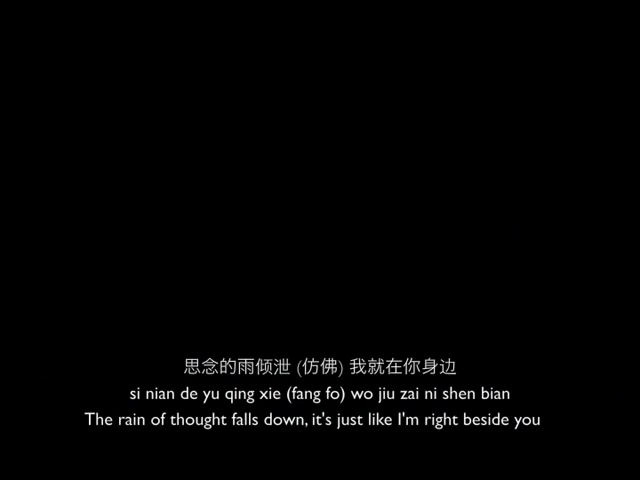 思念的雨倾泄 (仿佛) 我就在你身边
si nian de yu qing xie (fang fo) wo jiu zai ni shen bian
The rain of thought falls down, it's just like I'm right beside you